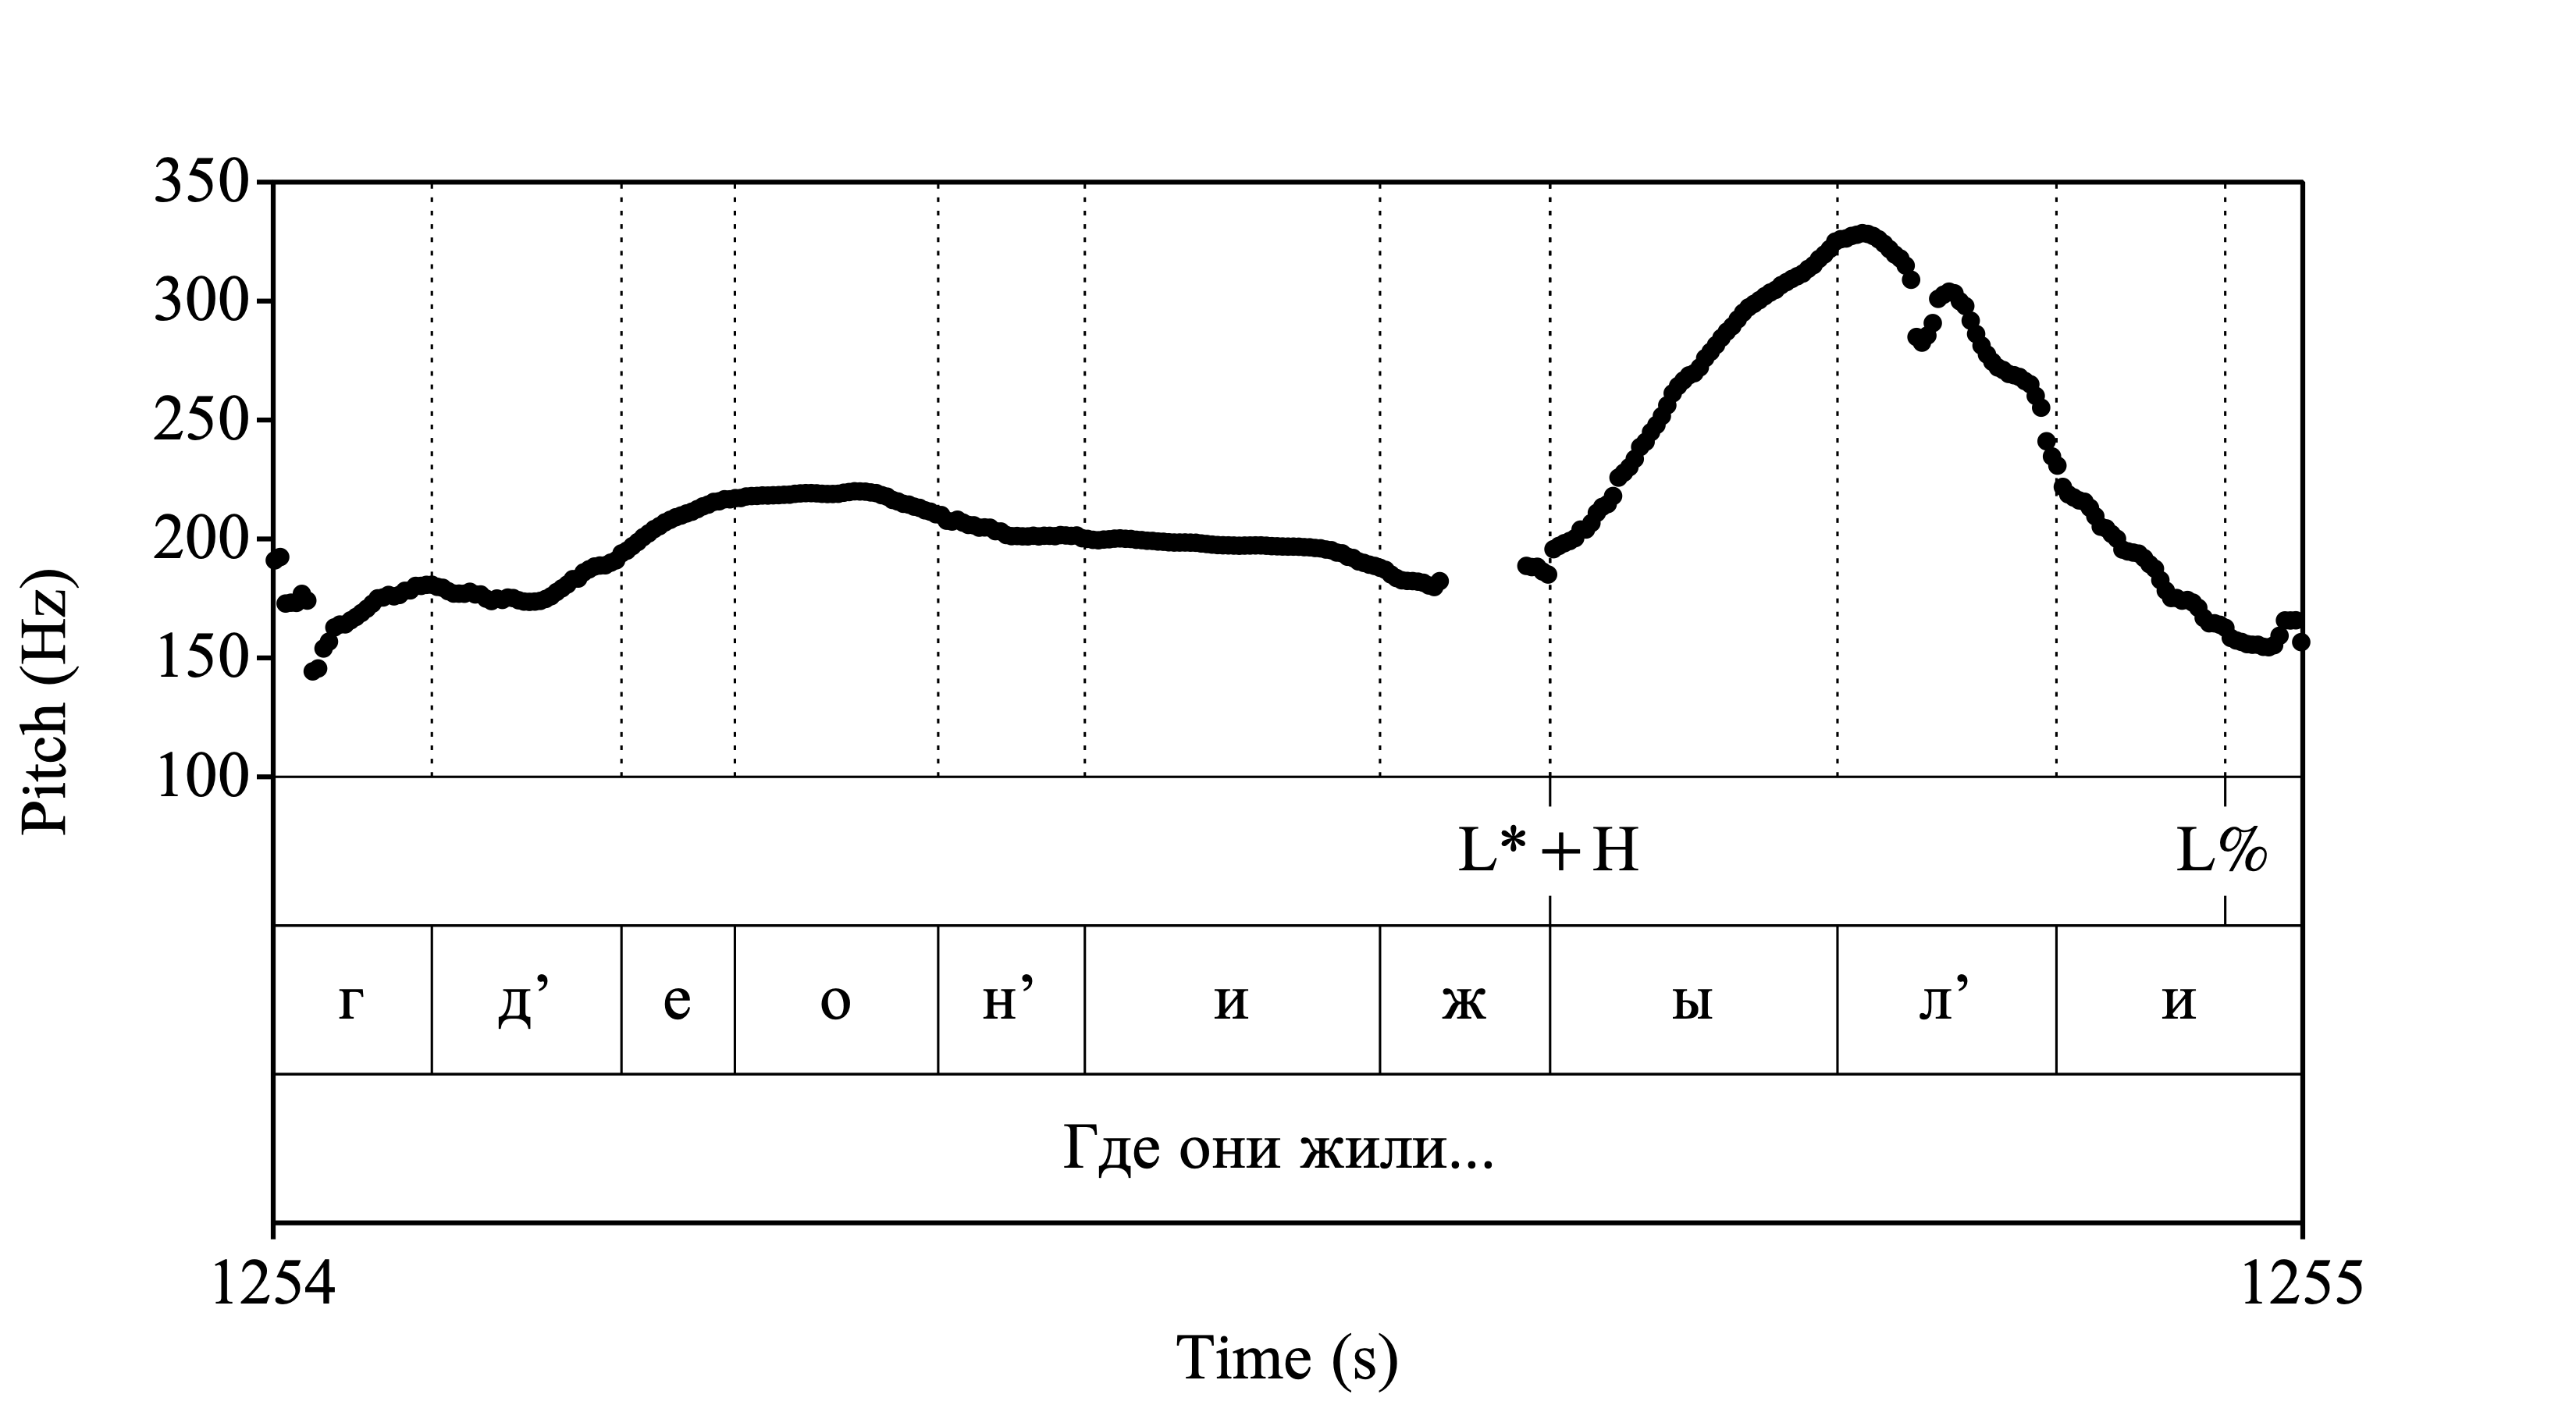 350
300
250
200
150
100
Pitch (Hz)
L*+H L%
г д’ е о н’ и ж ы л’ и
Где они жили...
1254 1255
Time (s)